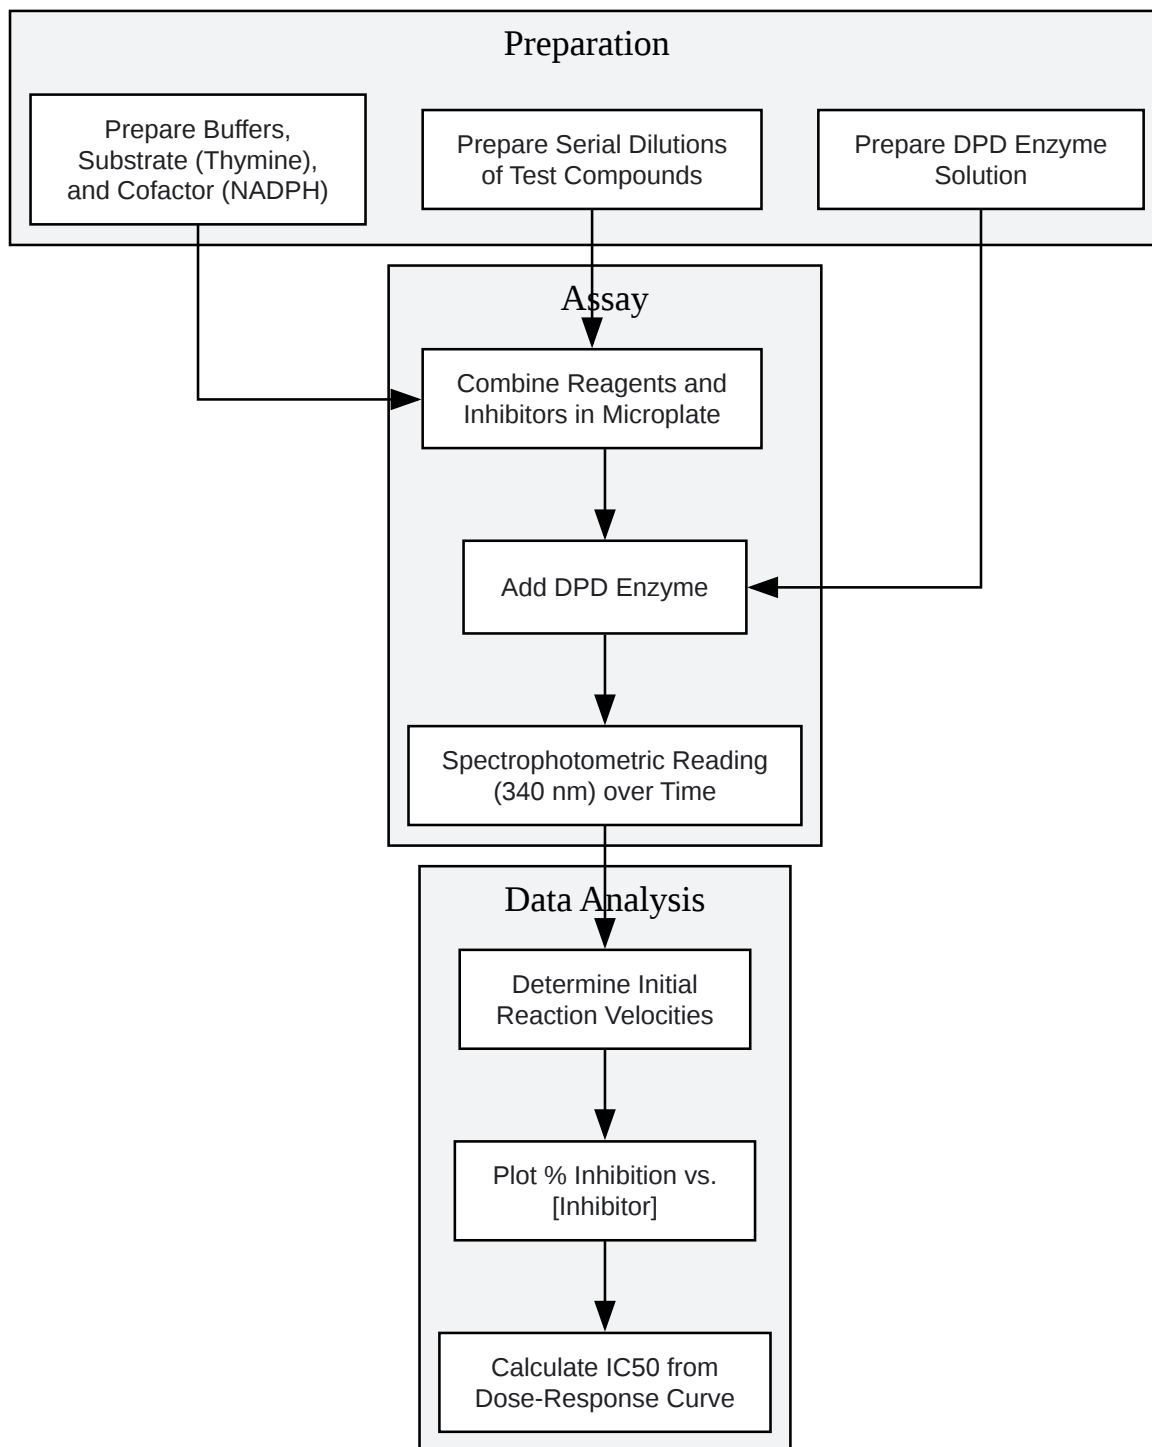 Preparation
Prepare Buffers,
Substrate (Thymine),
and Cofactor (NADPH)
Prepare Serial Dilutions
of Test Compounds
Prepare DPD Enzyme
Solution
Assay
Combine Reagents and
Inhibitors in Microplate
Add DPD Enzyme
Spectrophotometric Reading
(340 nm) over Time
Data Analysis
Determine Initial
Reaction Velocities
Plot % Inhibition vs.
[Inhibitor]
Calculate IC50 from
Dose-Response Curve